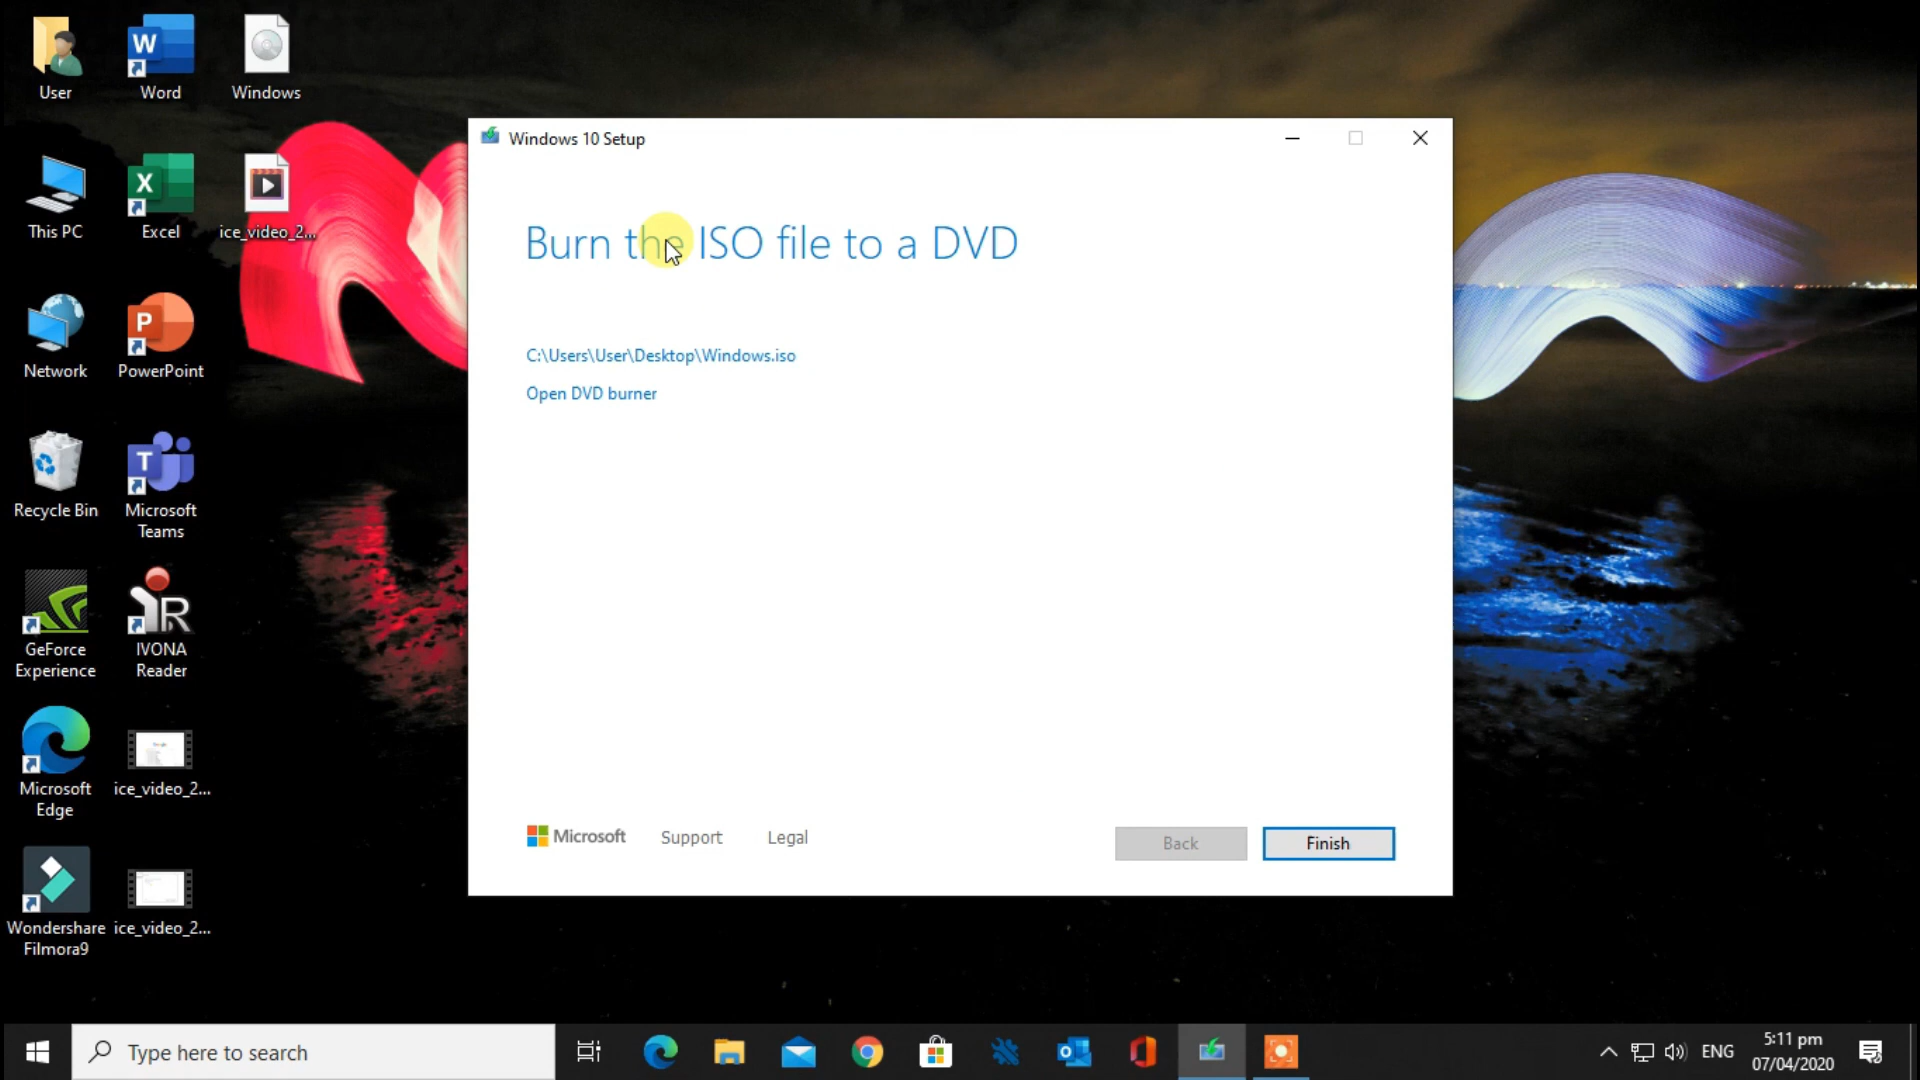 User
Word
Windows
This PC
Excel
ice_video_2...
Network
PowerPoint
Recycle Bin
Microsoft
Teams
GeForce
Experience
IVONA
Reader
Microsoft
Edge
ice_video_2...
Wondershare
Filmora9
ice_video_2...
Windows 10 Setup
Burn the ISO file to a DVD
C:\Users\User\Desktop\Windows.iso
Open DVD burner
Microsoft
Support
Legal
Back
Finish
Type here to search
ENG
5:11 pm
07/04/2020